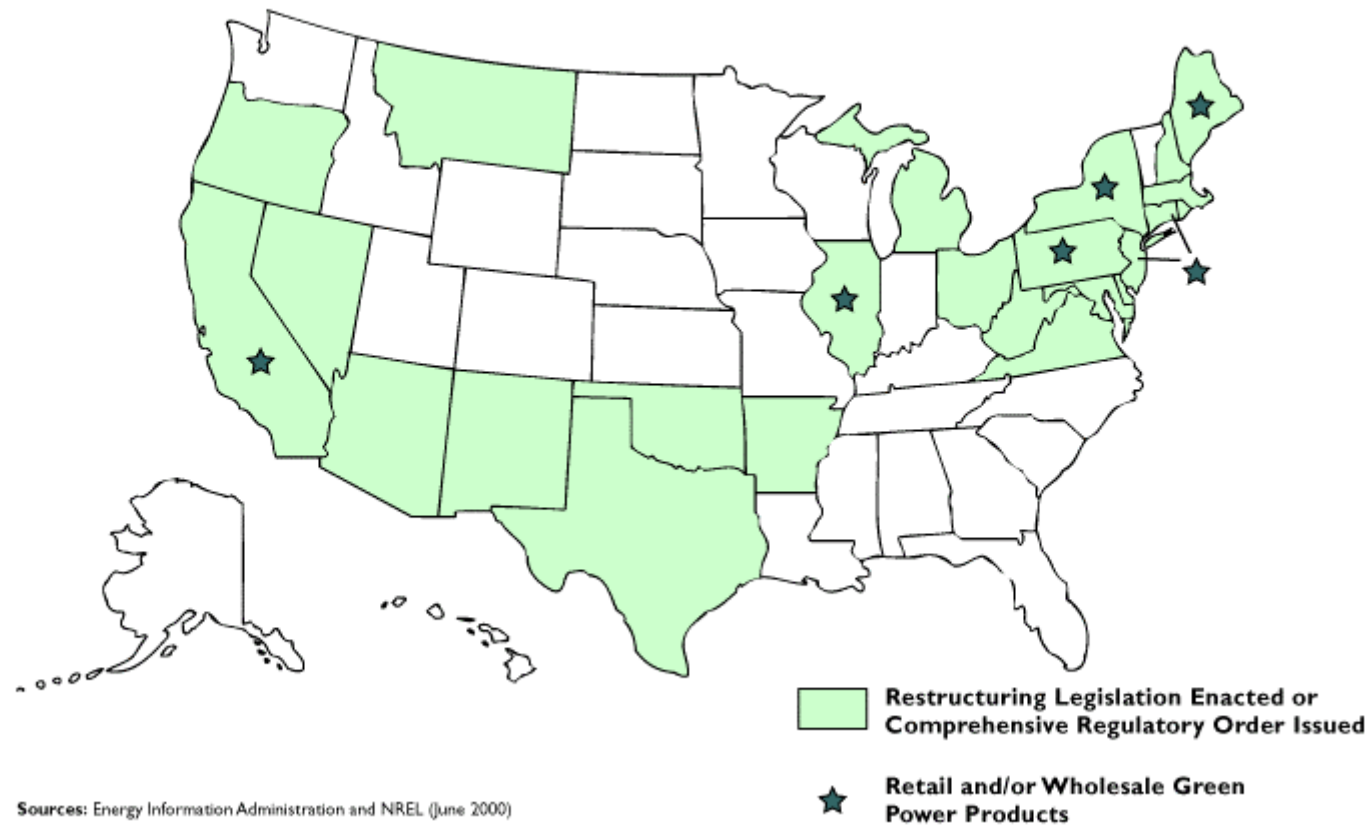 Restructuring Legislation Enacted or
Comprehensive Regulatory Order Issued
Retail and/or Wholesale Green
Power Products
Sources: Energy Information Administration and NREL (June 2000)